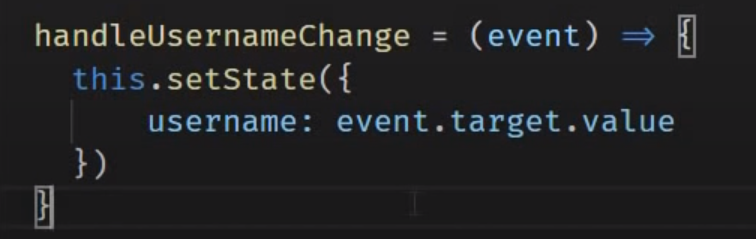 handleUsernameChange = (event) => {
this.setState({
username: event.target.value
})
}